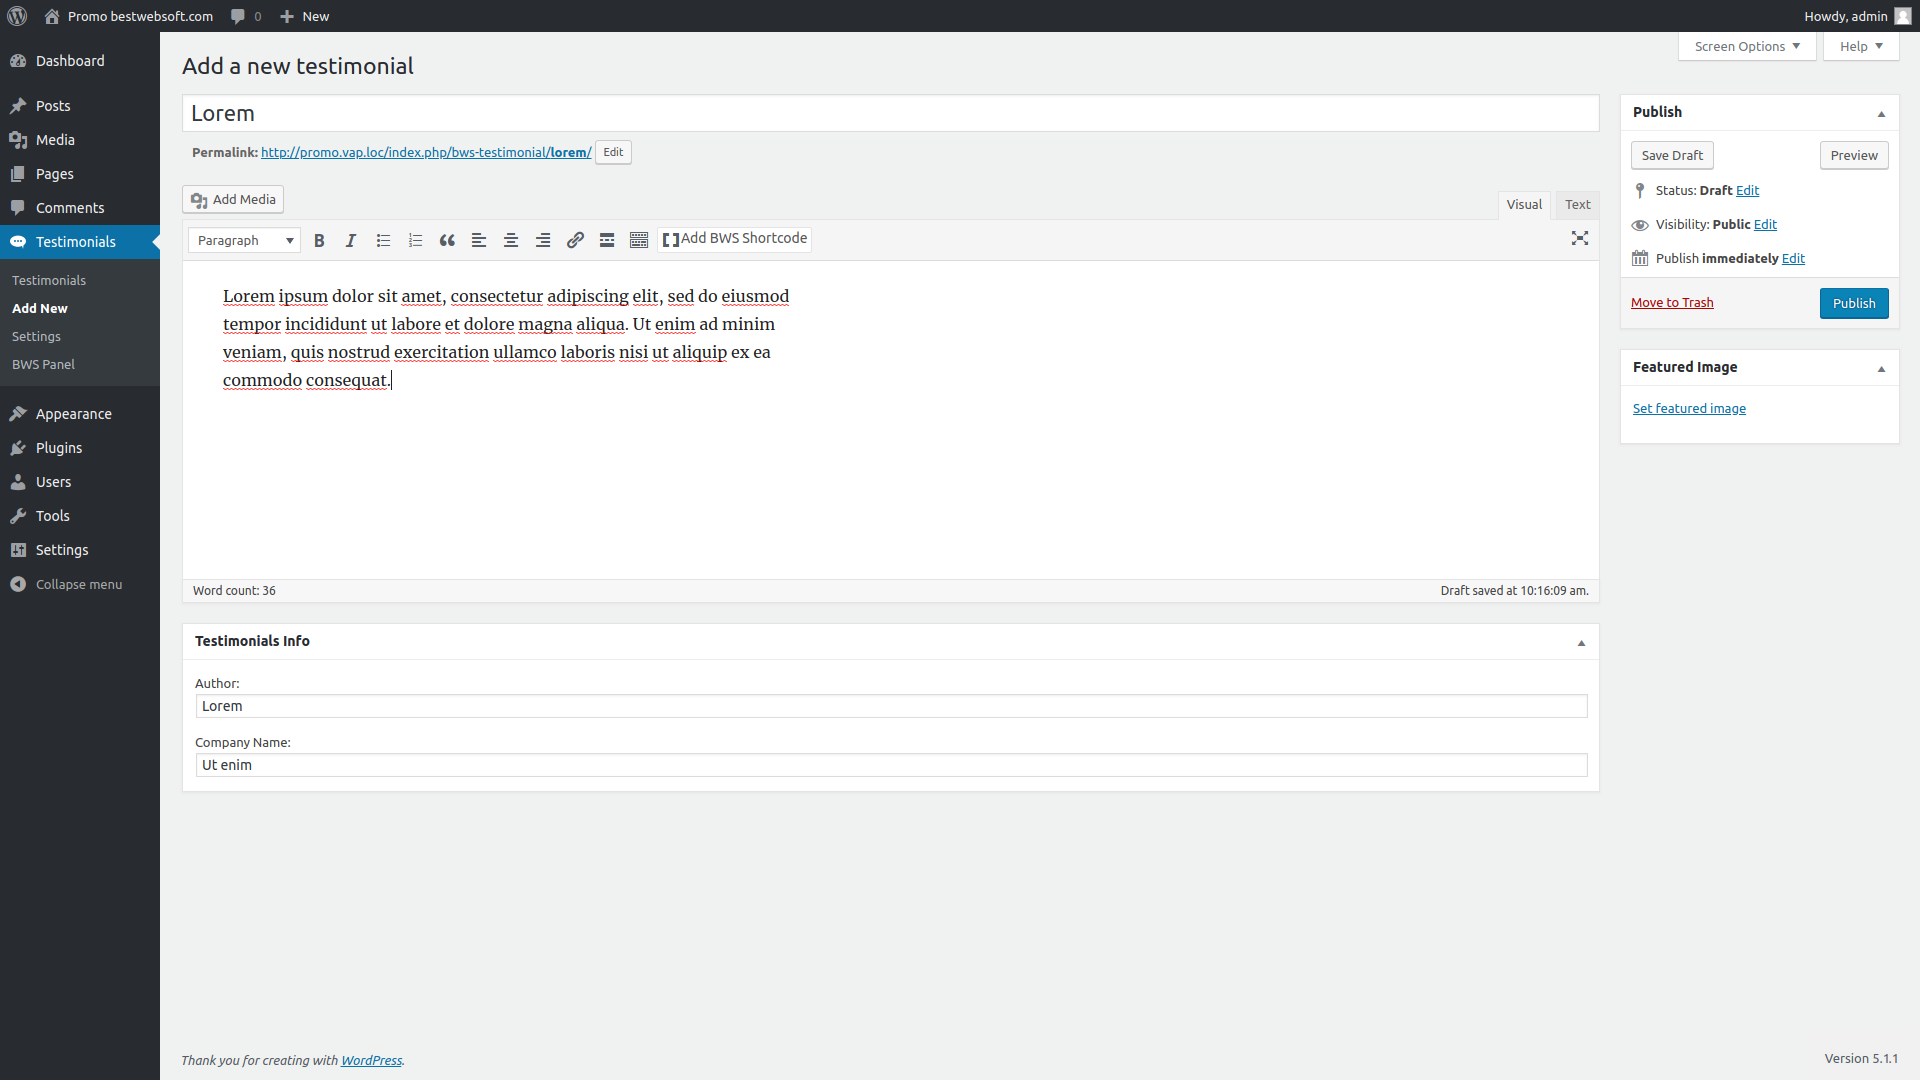 Promo bestwebsoft.com 0 New Howdy, admin
Screen Options Help
Dashboard
Posts
Media
Pages
Comments
Testimonials
Testimonials
Add New
Settings
BWS Panel
Appearance
Plugins
Users
Tools
Settings
Collapse menu
Add a new testimonial
Lorem
Permalink: http://promo.vap.loc/index.php/bws-testimonial/lorem/ Edit
Add Media
Visual Text
Paragraph B I Add BWS Shortcode
Lorem ipsum dolor sit amet, consectetur adipiscing elit, sed do eiusmod
tempor incididunt ut labore et dolore magna aliqua. Ut enim ad minim
veniam, quis nostrud exercitation ullamco laboris nisi ut aliquip ex ea
commodo consequat.
Word count: 36 Draft saved at 10:16:09 am.
Testimonials Info
Author:
Lorem
Company Name:
Ut enim
Publish
Save Draft Preview
Status: Draft Edit
Visibility: Public Edit
Publish immediately Edit
Move to Trash Publish
Featured Image
Set featured image
Thank you for creating with WordPress.
Version 5.1.1